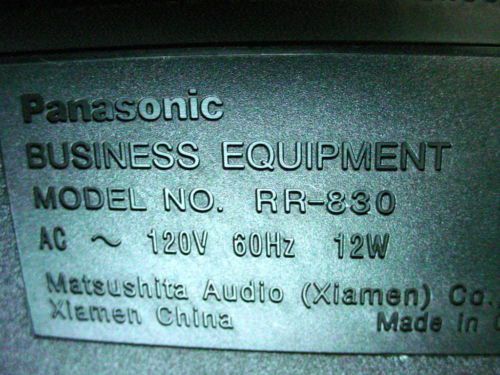 Panasonic
BUSINESS EQUIPMENT
MODEL NO. RR-830
AC ~ 120V 60Hz 12W
Matsushita Audio (Xiamen) Co.
Xiamen China Made in